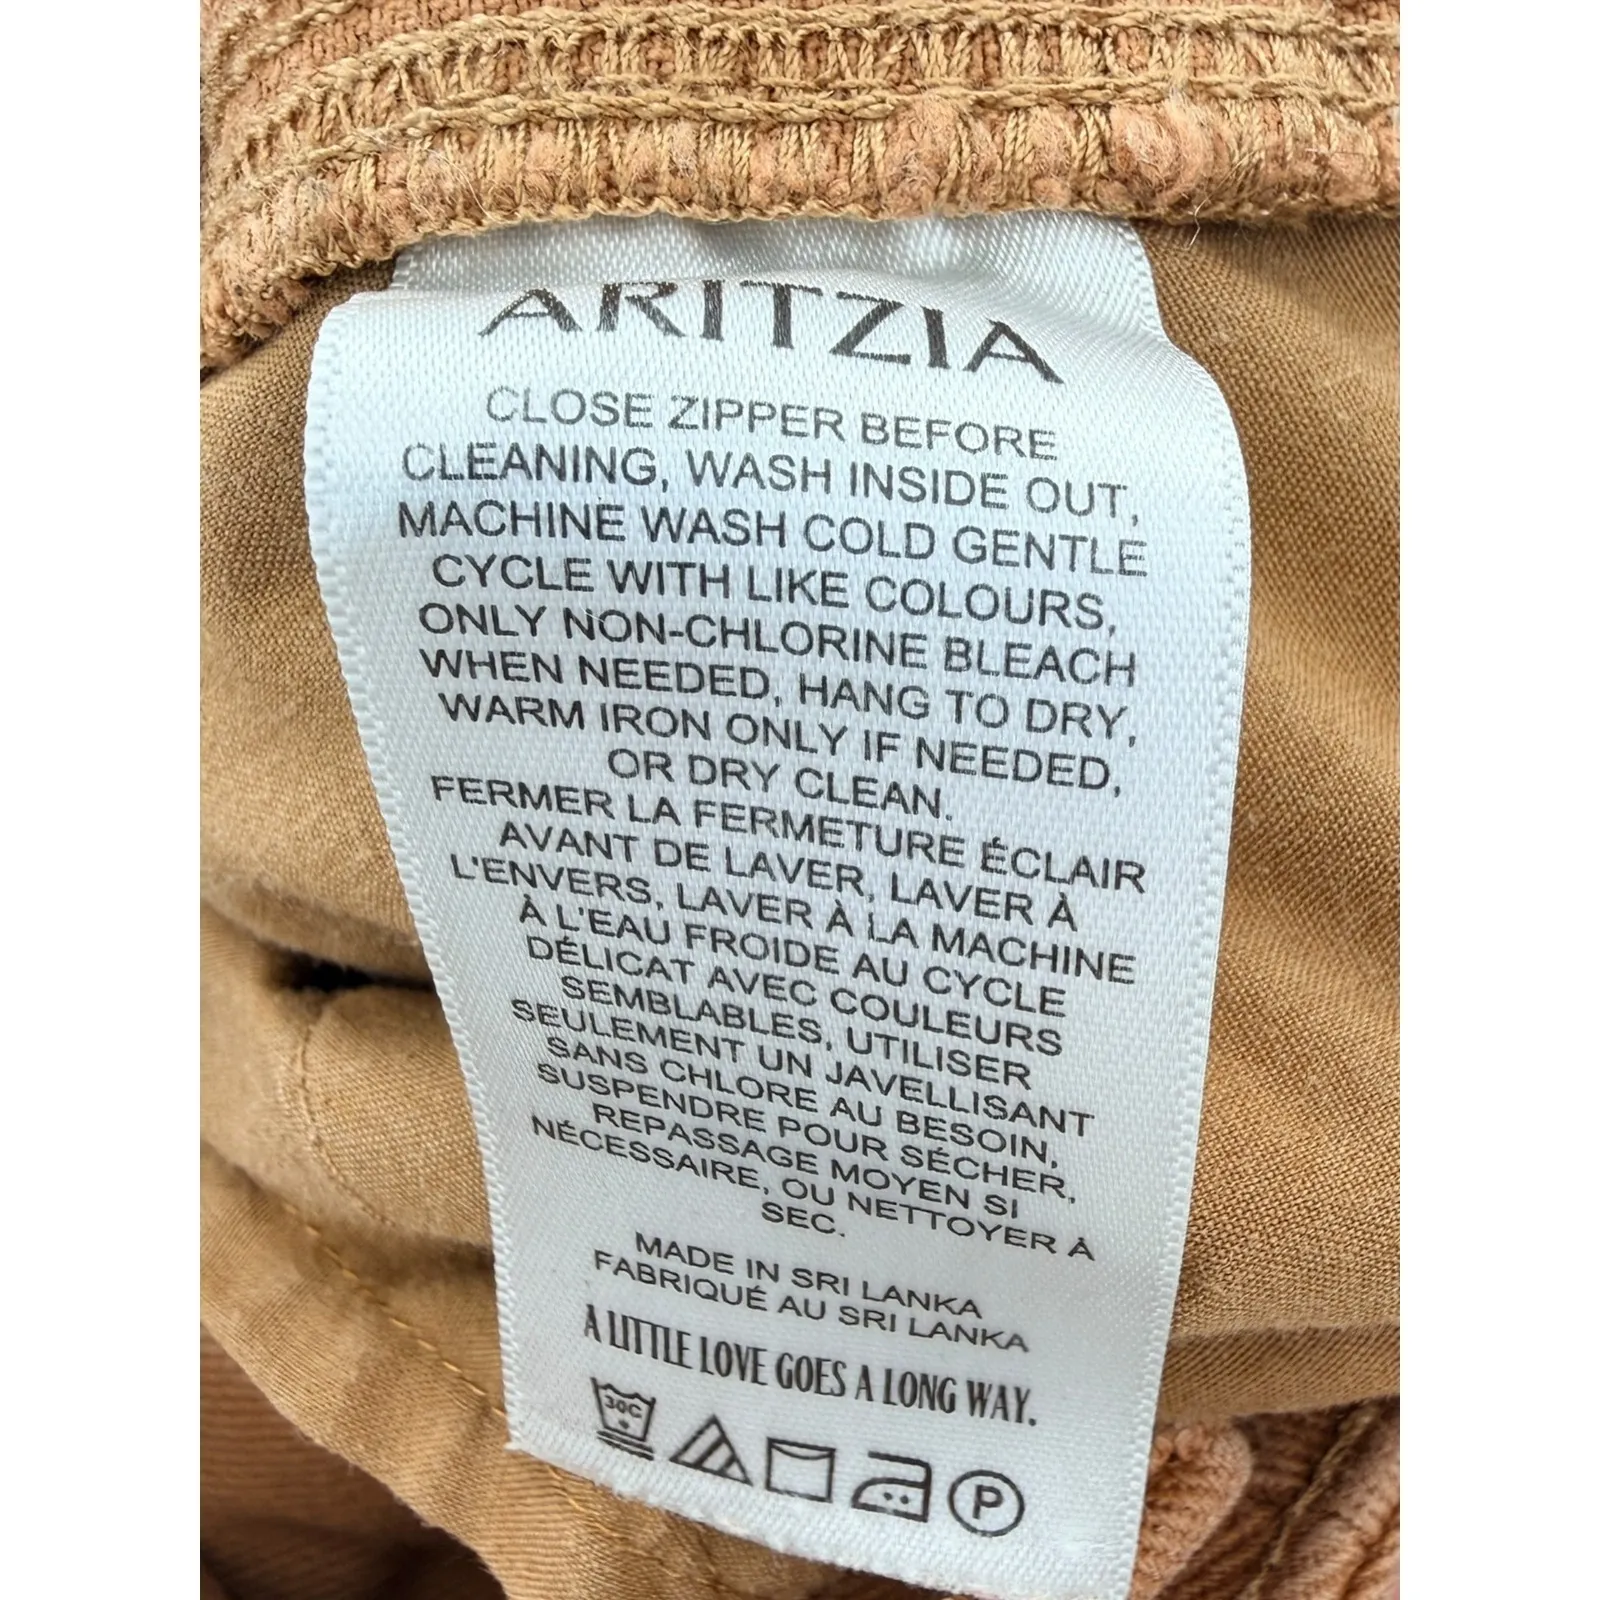 ARITZIA
CLOSE ZIPPER BEFORE
CLEANING, WASH INSIDE OUT,
MACHINE WASH COLD GENTLE
CYCLE WITH LIKE COLOURS,
ONLY NON-CHLORINE BLEACH
WHEN NEEDED, HANG TO DRY,
WARM IRON ONLY IF NEEDED,
OR DRY CLEAN.
FERMER LA FERMETURE ÉCLAIR
AVANT DE LAVER, LAVER À
L'ENVERS, LAVER À LA MACHINE
À L'EAU FROIDE AU CYCLE
DÉLICAT AVEC COULEURS
SEMBLABLES, UTILISER
SEULEMENT UN JAVELLISANT
SANS CHLORE AU BESOIN,
SUSPENDRE POUR SÉCHER,
REPASSAGE MOYEN SI
NÉCESSAIRE, OU NETTOYER À
SEC.
MADE IN SRI LANKA
FABRIQUÉ AU SRI LANKA
A LITTLE LOVE GOES A LONG WAY.
30C P